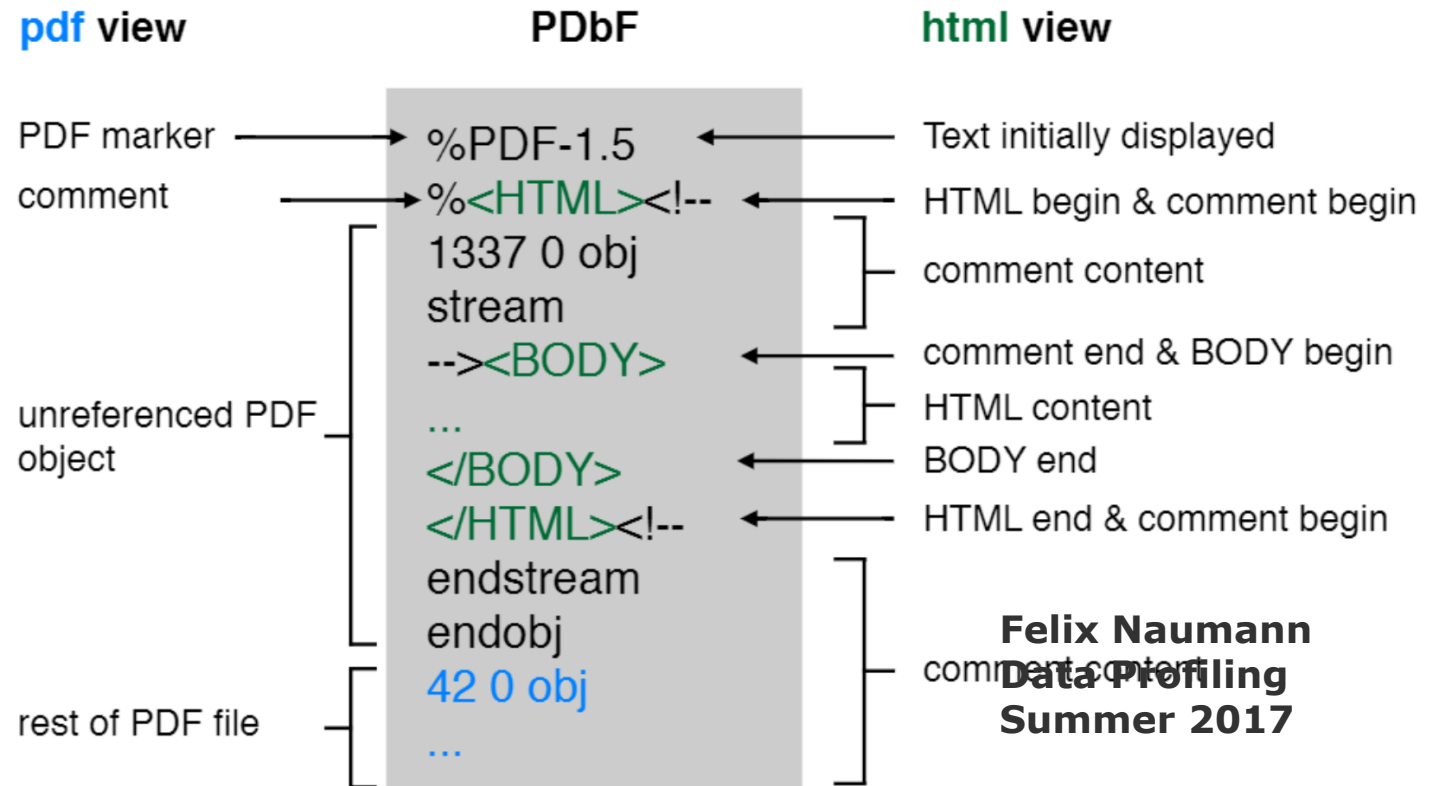 pdf view
PDbF
html view
PDF marker
%PDF-1.5
Text initially displayed
comment
%<HTML><!--
HTML begin & comment begin
1337 0 obj
comment content
stream
--><BODY>
comment end & BODY begin
unreferenced PDF
object
...
HTML content
</BODY>
BODY end
</HTML><!--
HTML end & comment begin
endstream
endobj
42 0 obj
comment content
rest of PDF file
...
Felix Naumann
Data Profiling
Summer 2017